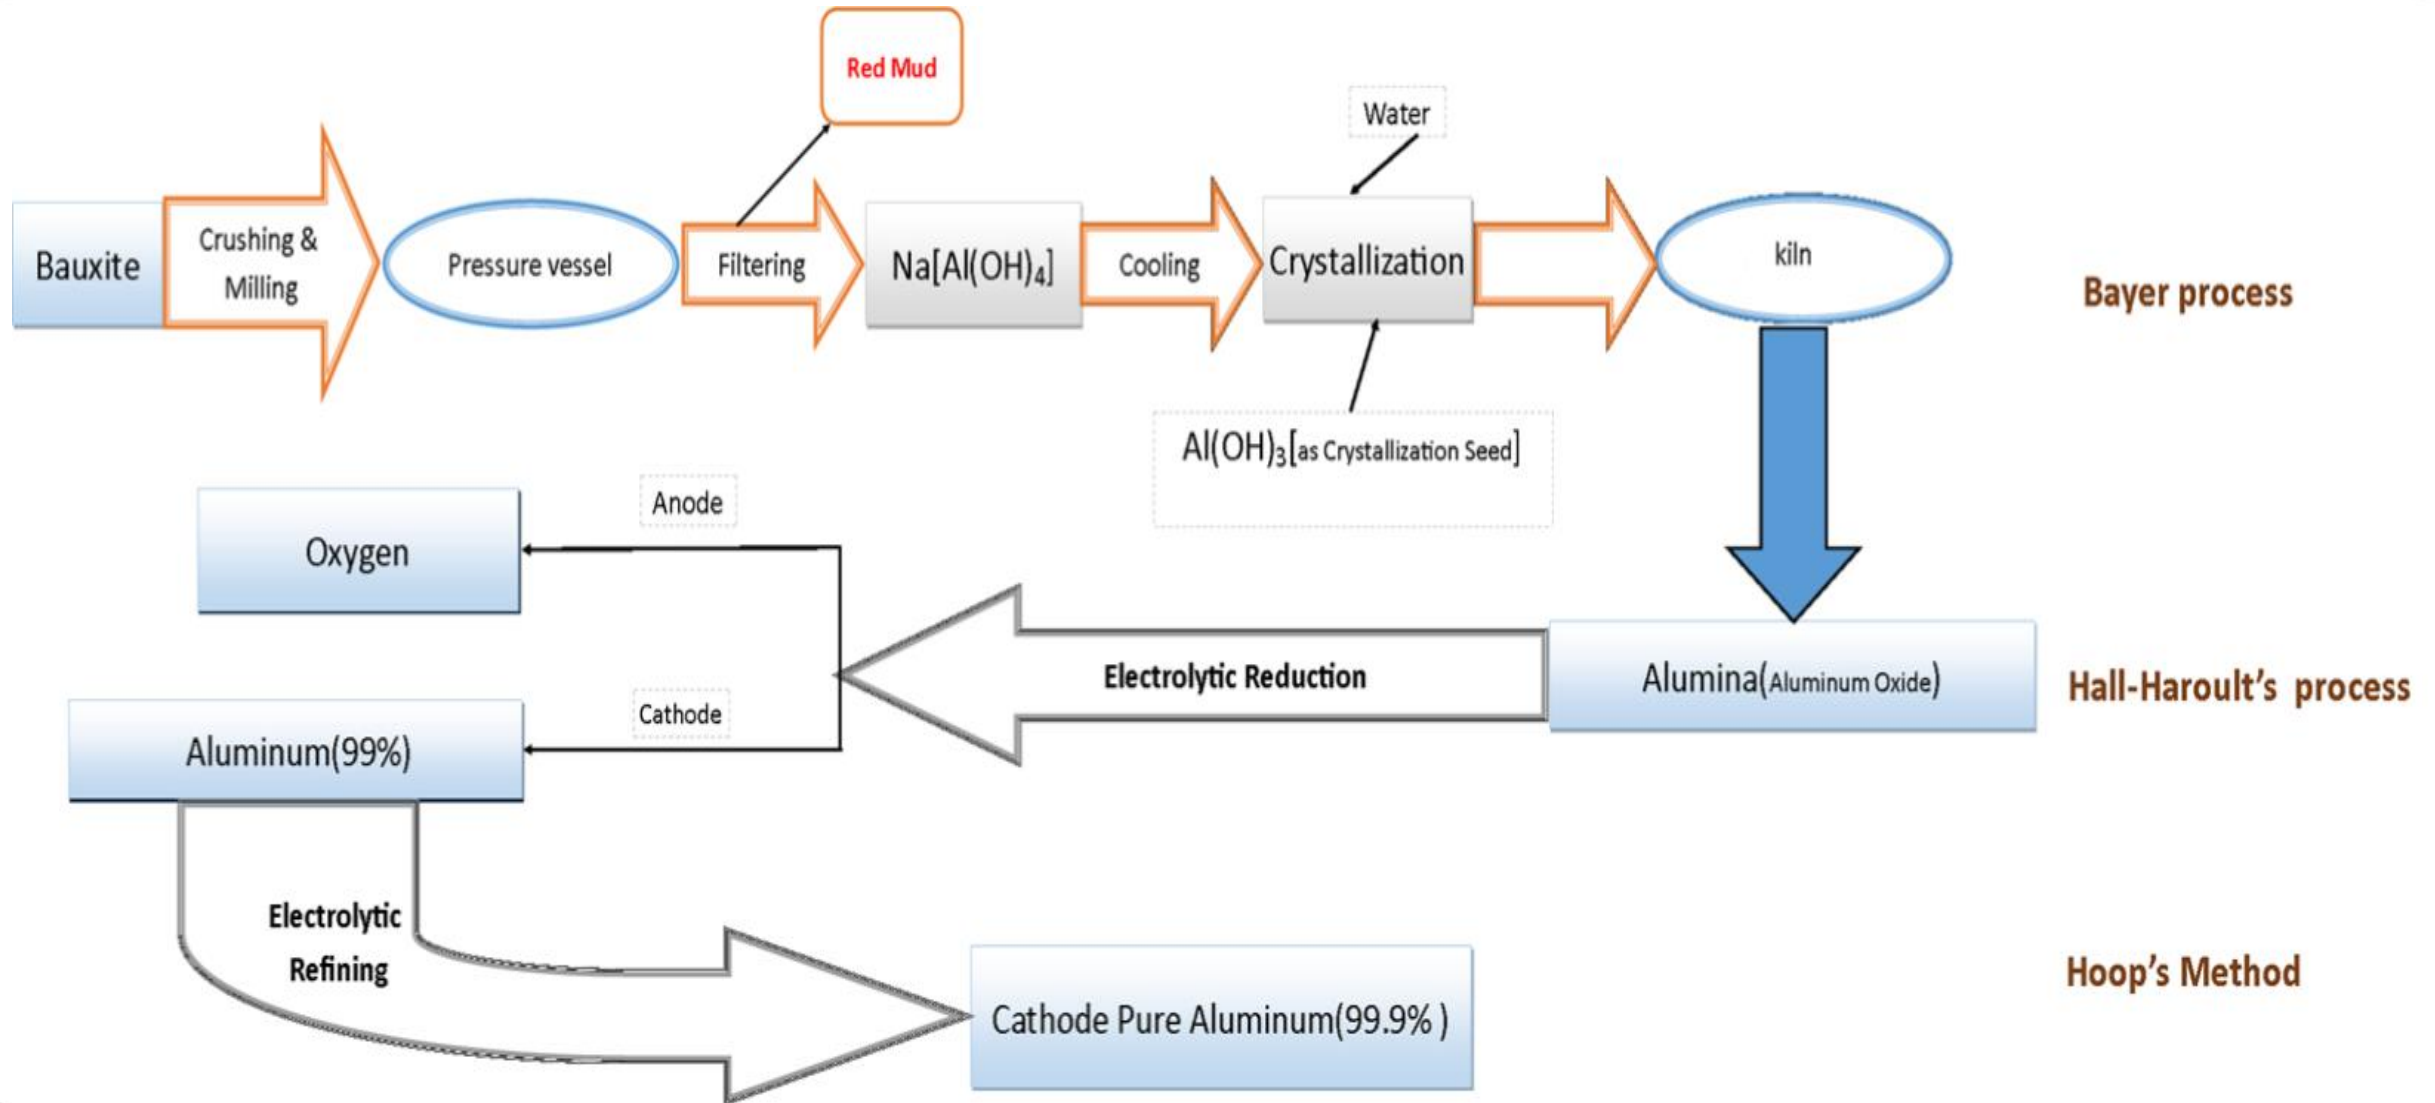 Red Mud
Water
Bauxite
Crushing &
Milling
Pressure vessel
Filtering
Na[Al(OH)₄]
Cooling
Crystallization
kiln
Bayer process
Al(OH)₃[as Crystallization Seed]
Anode
Oxygen
Electrolytic Reduction
Alumina(Aluminum Oxide)
Hall-Haroult’s process
Cathode
Aluminum(99%)
Electrolytic
Refining
Cathode Pure Aluminum(99.9% )
Hoop’s Method